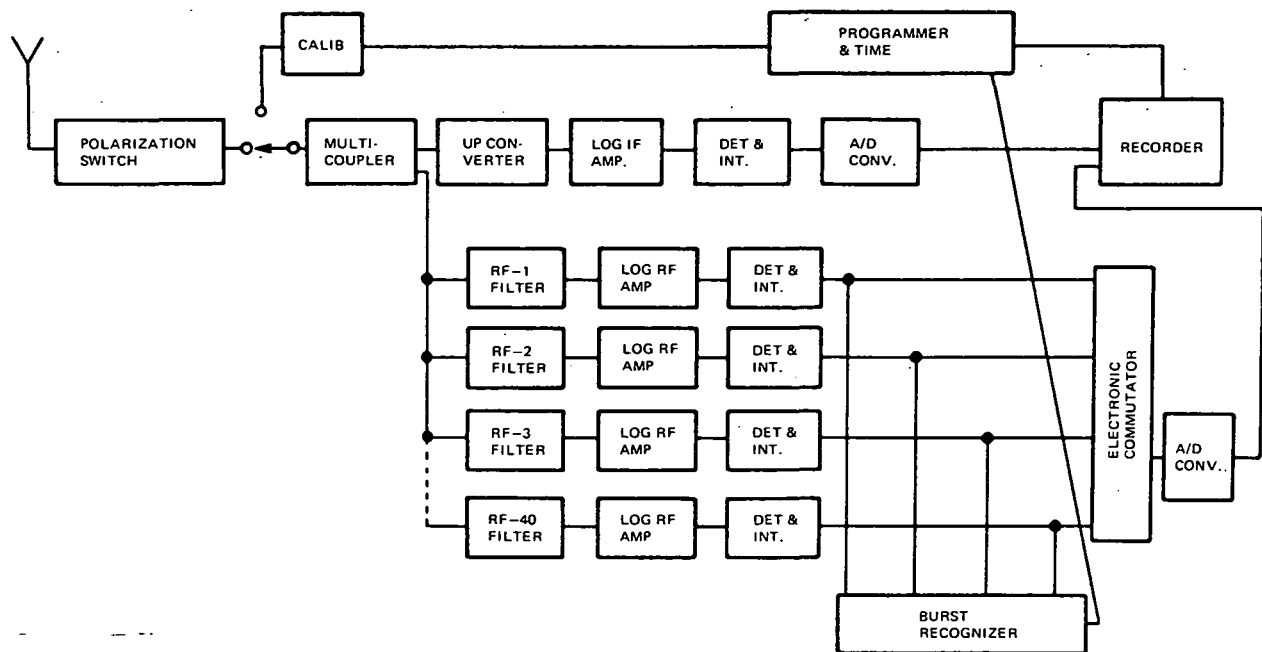 CALIB
PROGRAMMER
& TIME
POLARIZATION
SWITCH
MULTI-
COUPLER
UP CON-
VERTER
LOG IF
AMP.
DET &
INT.
A/D
CONV.
RECORDER
RF-1
FILTER
LOG RF
AMP
DET &
INT.
RF-2
FILTER
LOG RF
AMP
DET &
INT.
RF-3
FILTER
LOG RF
AMP
DET &
INT.
RF-40
FILTER
LOG RF
AMP
DET &
INT.
ELECTRONIC
COMMUTATOR
A/D
CONV..
BURST
RECOGNIZER